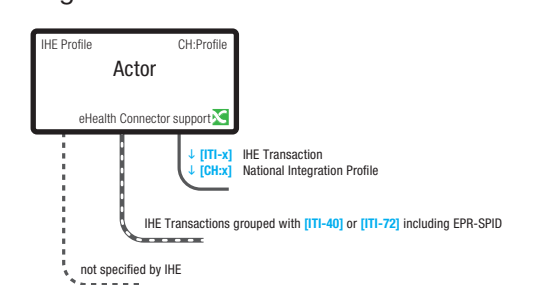 IHE Profile CH:Profile
Actor
eHealth Connector support
↓ [ITI-x] IHE Transaction
↓ [CH:x] National Integration Profile
IHE Transactions grouped with [ITI-40] or [ITI-72] including EPR-SPID
not specified by IHE